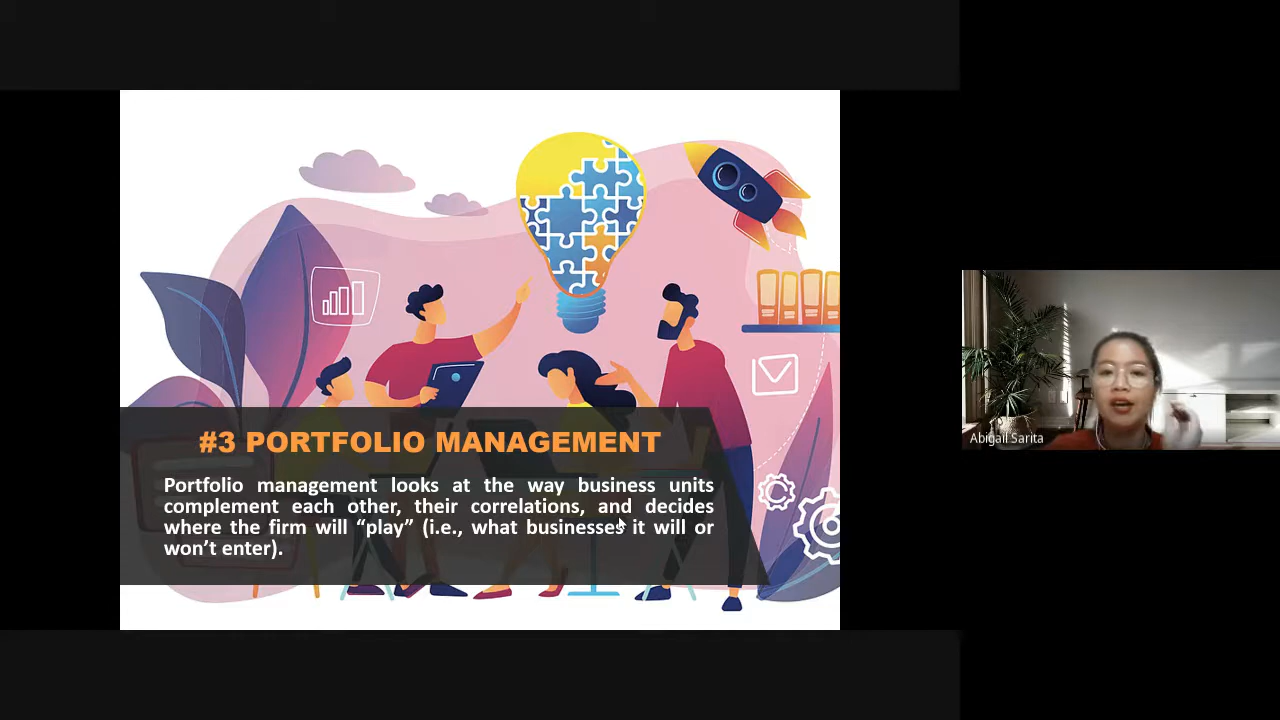 #3 PORTFOLIO MANAGEMENT
Portfolio management looks at the way business units
complement each other, their correlations, and decides
where the firm will “play” (i.e., what businesses it will or
won’t enter).
Abigail Sarita